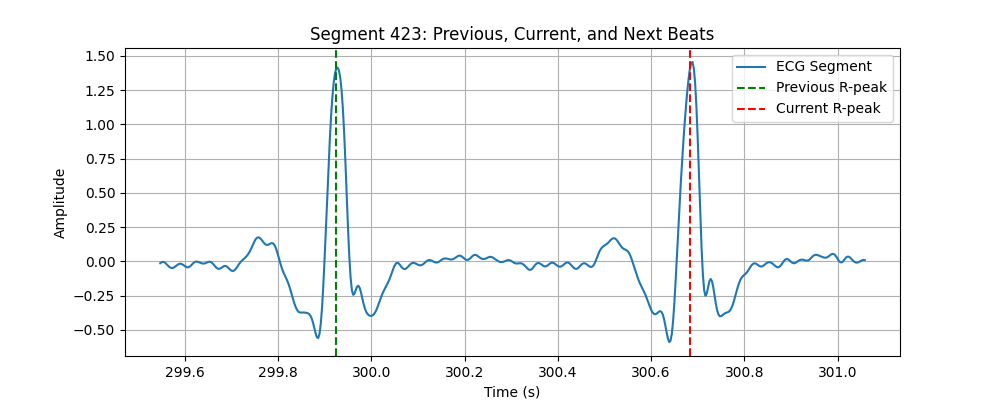 Segment 423: Previous, Current, and Next Beats
ECG Segment
Previous R-peak
Current R-peak
Amplitude
1.50
1.25
1.00
0.75
0.50
0.25
0.00
−0.25
−0.50
299.6 299.8 300.0 300.2 300.4 300.6 300.8 301.0
Time (s)